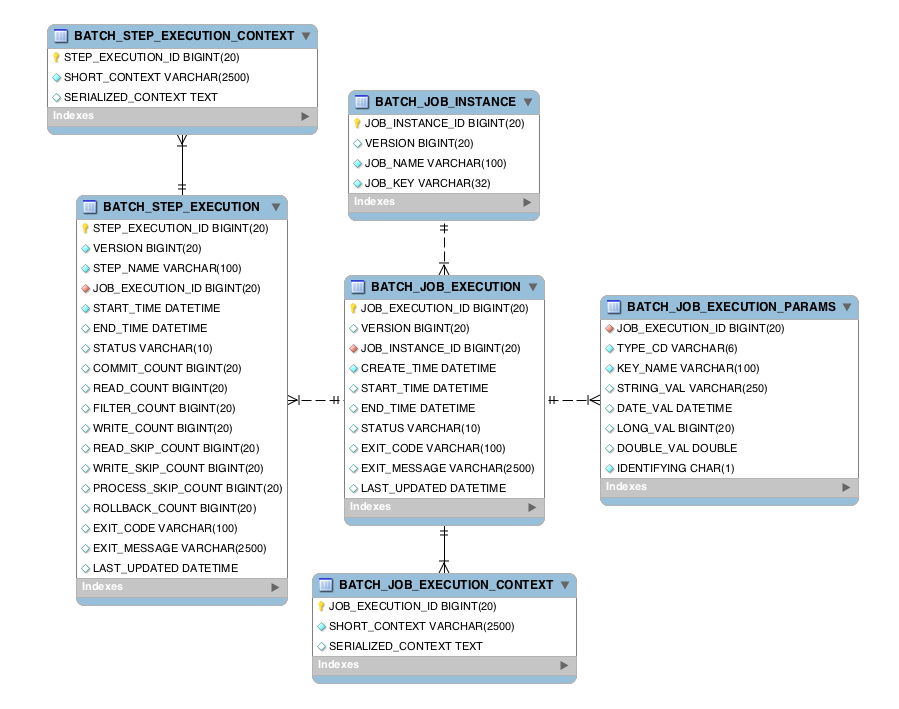 BATCH_STEP_EXECUTION_CONTEXT
STEP_EXECUTION_ID BIGINT(20)
SHORT_CONTEXT VARCHAR(2500)
SERIALIZED_CONTEXT TEXT
Indexes
BATCH_JOB_INSTANCE
JOB_INSTANCE_ID BIGINT(20)
VERSION BIGINT(20)
JOB_NAME VARCHAR(100)
JOB_KEY VARCHAR(32)
Indexes
BATCH_STEP_EXECUTION
STEP_EXECUTION_ID BIGINT(20)
VERSION BIGINT(20)
STEP_NAME VARCHAR(100)
JOB_EXECUTION_ID BIGINT(20)
START_TIME DATETIME
END_TIME DATETIME
STATUS VARCHAR(10)
COMMIT_COUNT BIGINT(20)
READ_COUNT BIGINT(20)
FILTER_COUNT BIGINT(20)
WRITE_COUNT BIGINT(20)
READ_SKIP_COUNT BIGINT(20)
WRITE_SKIP_COUNT BIGINT(20)
PROCESS_SKIP_COUNT BIGINT(20)
ROLLBACK_COUNT BIGINT(20)
EXIT_CODE VARCHAR(100)
EXIT_MESSAGE VARCHAR(2500)
LAST_UPDATED DATETIME
Indexes
BATCH_JOB_EXECUTION
JOB_EXECUTION_ID BIGINT(20)
VERSION BIGINT(20)
JOB_INSTANCE_ID BIGINT(20)
CREATE_TIME DATETIME
START_TIME DATETIME
END_TIME DATETIME
STATUS VARCHAR(10)
EXIT_CODE VARCHAR(100)
EXIT_MESSAGE VARCHAR(2500)
LAST_UPDATED DATETIME
Indexes
BATCH_JOB_EXECUTION_PARAMS
JOB_EXECUTION_ID BIGINT(20)
TYPE_CD VARCHAR(6)
KEY_NAME VARCHAR(100)
STRING_VAL VARCHAR(250)
DATE_VAL DATETIME
LONG_VAL BIGINT(20)
DOUBLE_VAL DOUBLE
IDENTIFYING CHAR(1)
Indexes
BATCH_JOB_EXECUTION_CONTEXT
JOB_EXECUTION_ID BIGINT(20)
SHORT_CONTEXT VARCHAR(2500)
SERIALIZED_CONTEXT TEXT
Indexes